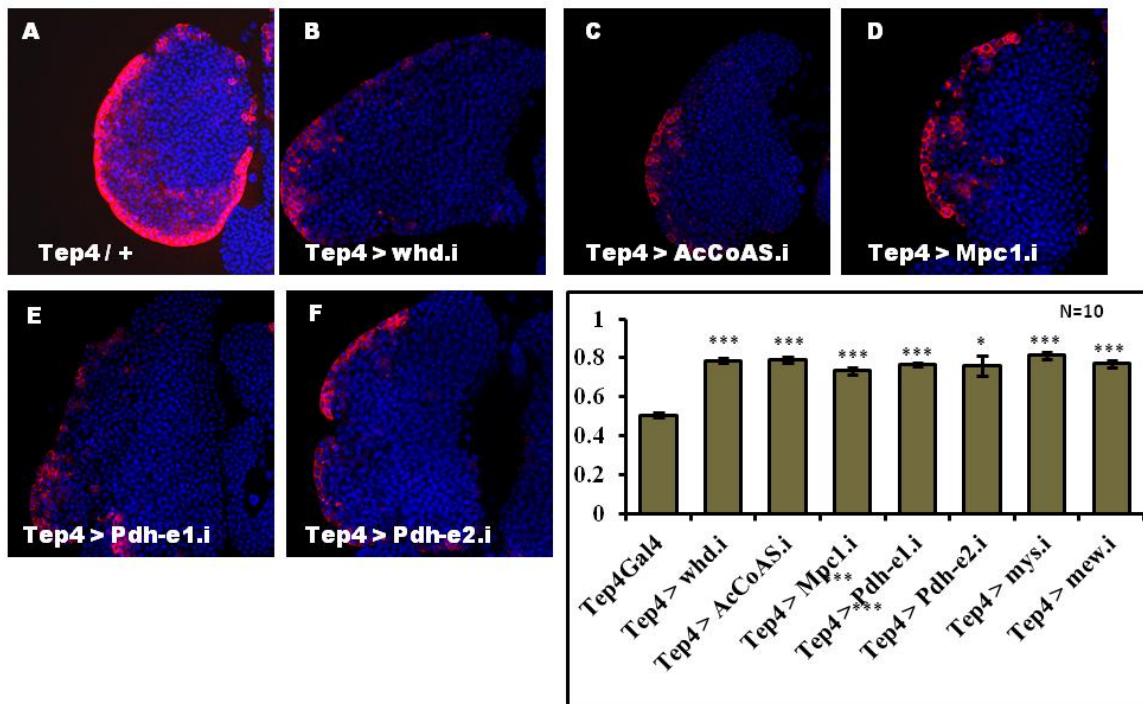 A
Tep4 / +
B
Tep4 > whd.i
C
Tep4 > AcCoAS.i
D
Tep4 > Mpc1.i
E
Tep4 > Pdh-e1.i
F
Tep4 > Pdh-e2.i
N=10
1
0.8
0.6
0.4
0.2
0
***
***
***
***
*
***
***
Tep4Gal4
Tep4 > whd.i
Tep4 > AcCoAS.i
Tep4 > Mpc1.i
Tep4 > Pdh-e1.i
Tep4 > Pdh-e2.i
Tep4 > mys.i
Tep4 > mew.i
***
***